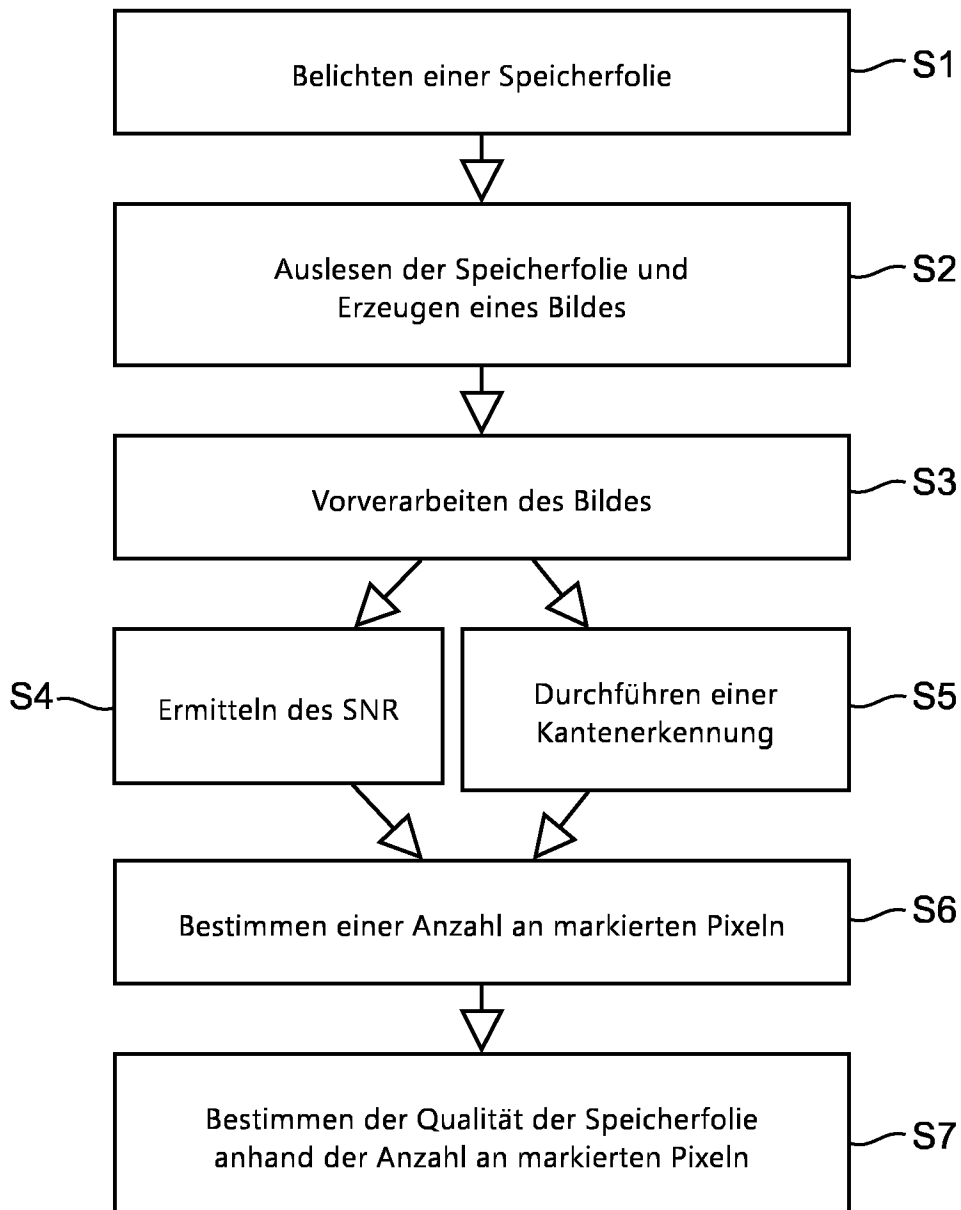 Belichten einer Speicherfolie
S1
Auslesen der Speicherfolie und
Erzeugen eines Bildes
S2
Vorverarbeiten des Bildes
S3
S4
Ermitteln des SNR
Durchführen einer
Kantenerkennung
S5
Bestimmen einer Anzahl an markierten Pixeln
S6
Bestimmen der Qualität der Speicherfolie
anhand der Anzahl an markierten Pixeln
S7